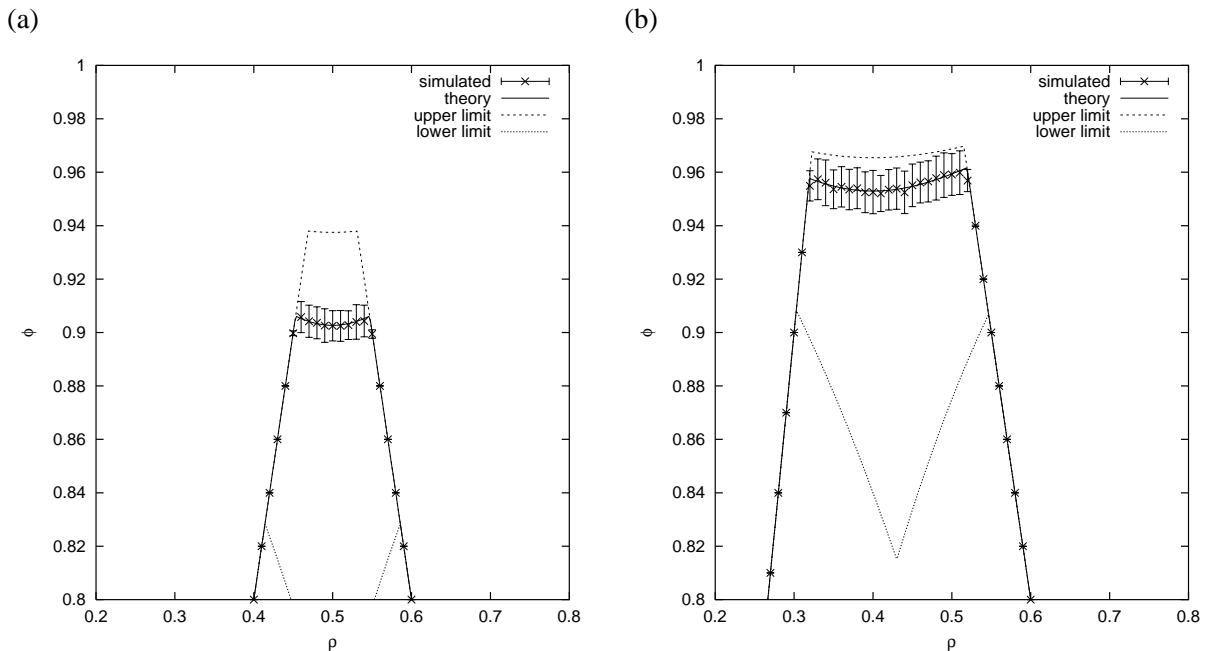 (a)
1
0.98
0.96
0.94
0.92
0.9
0.88
0.86
0.84
0.82
0.8
ϕ
simulated
theory
upper limit
lower limit
0.2 0.3 0.4 0.5 0.6 0.7 0.8
ρ
(b)
1
0.98
0.96
0.94
0.92
0.9
0.88
0.86
0.84
0.82
0.8
ϕ
simulated
theory
upper limit
lower limit
0.2 0.3 0.4 0.5 0.6 0.7 0.8
ρ